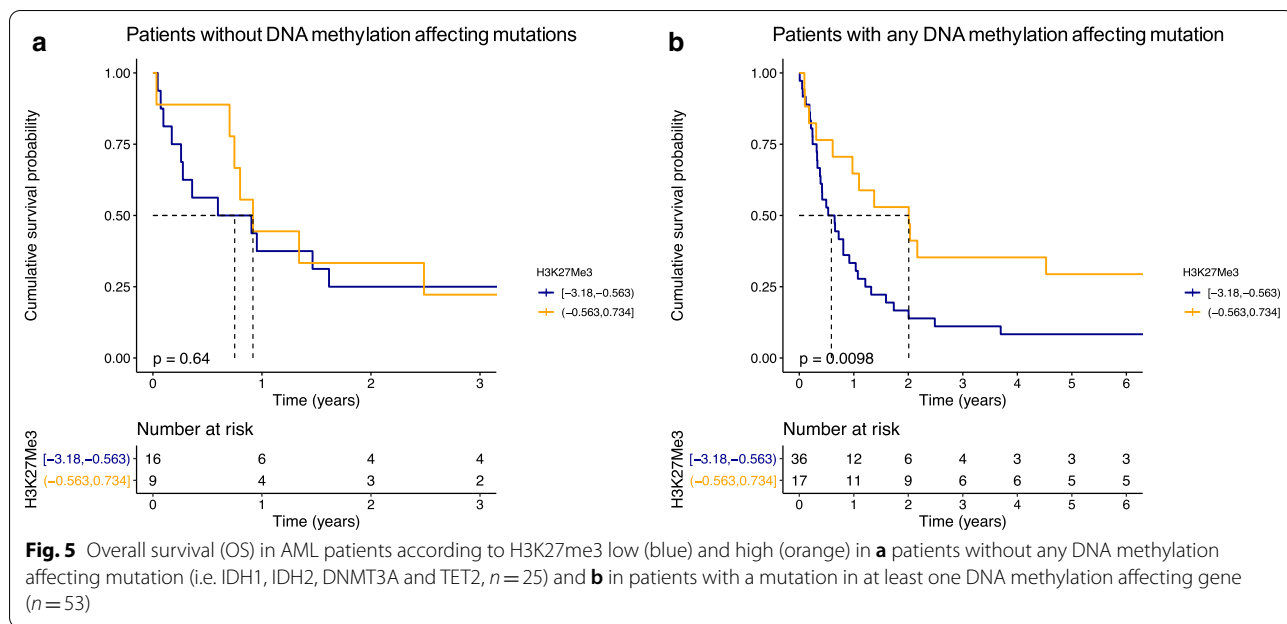 a
Patients without DNA methylation affecting mutations
Cumulative survival probability
1.00
0.75
0.50
0.25
0.00
p = 0.64
0 1 2 3
Time (years)
H3K27Me3
[−3.18,−0.563)
(−0.563,0.734]
Number at risk
H3K27Me3
[−3.18,−0.563) 16 6 4 4
(−0.563,0.734] 9 4 3 2
0 1 2 3
Time (years)
b
Patients with any DNA methylation affecting mutation
Cumulative survival probability
1.00
0.75
0.50
0.25
0.00
p = 0.0098
0 1 2 3 4 5 6
Time (years)
H3K27Me3
[−3.18,−0.563)
(−0.563,0.734]
Number at risk
H3K27Me3
[−3.18,−0.563) 36 12 6 4 3 3 3
(−0.563,0.734] 17 11 9 6 6 5 5
0 1 2 3 4 5 6
Time (years)
Fig. 5 Overall survival (OS) in AML patients according to H3K27me3 low (blue) and high (orange) in a patients without any DNA methylation
affecting mutation (i.e. IDH1, IDH2, DNMT3A and TET2, n = 25) and b in patients with a mutation in at least one DNA methylation affecting gene
(n = 53)